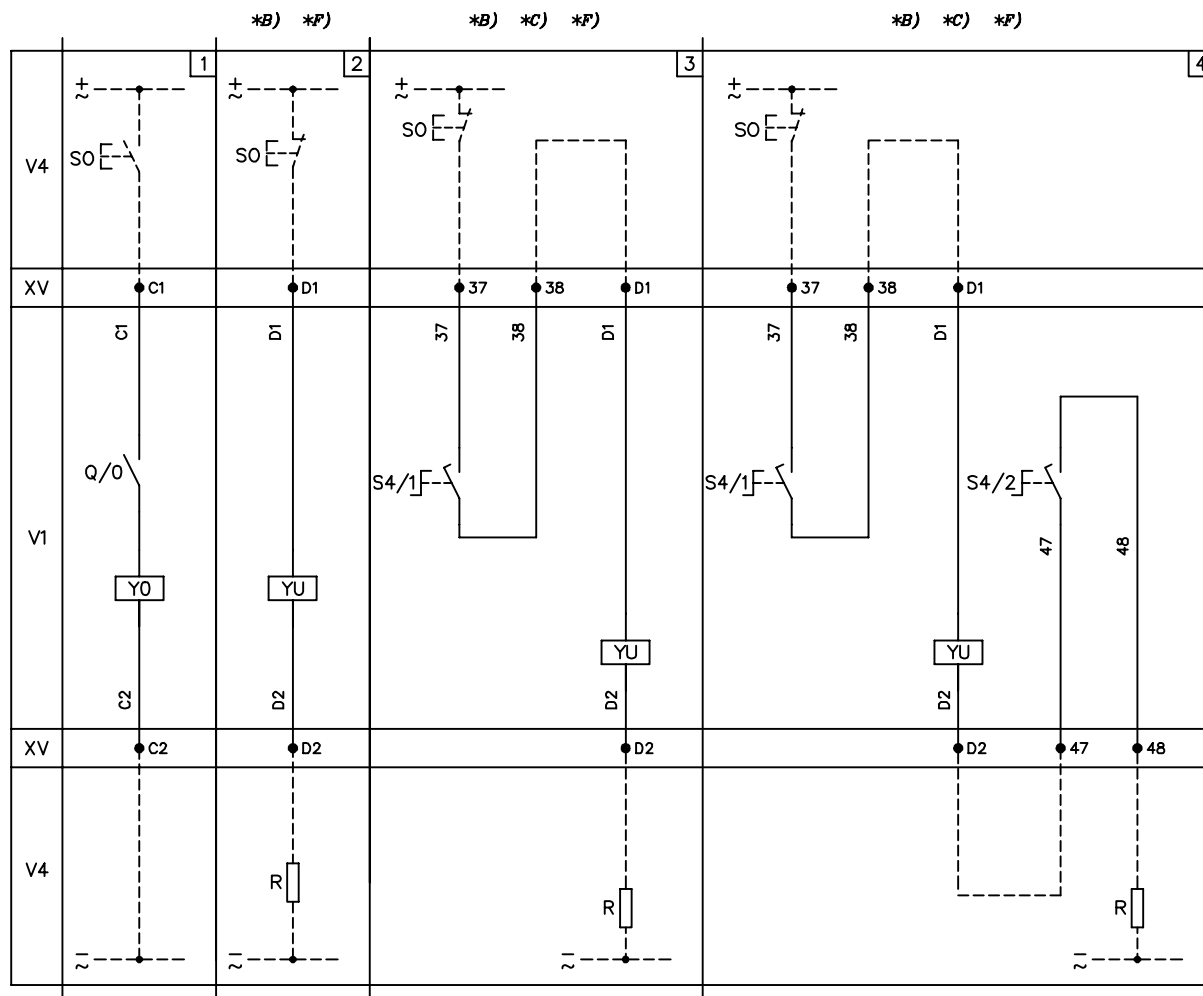 *B) *F) *B) *C) *F) *B) *C) *F)
1 2 3 4
+ + + +
~ ~ ~ ~
V4 SO SO SO SO
XV C1 D1 37 38 D1 37 38 D1
C1 D1 37 38 D1 37 38 D1
Q/0 S4/1 S4/1 S4/2
V1 47 48
YO YU
YU YU
C2 D2 D2 D2
XV C2 D2 D2 D2 47 48
V4 R R R
− − − −
~ ~ ~ ~